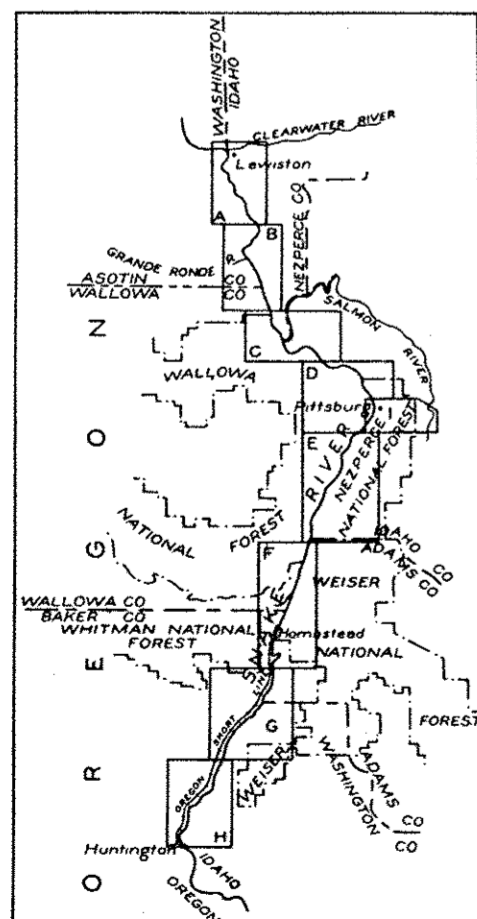 WASHINGTON
IDAHO
CLEARWATER RIVER
Lewiston
A
B
NEZPERCE CO
GRANDE RONDE
R.
ASOTIN CO
WALLOWA CO
SALMON
RIVER
C
D
WALLOWA
Pittsburg
I
E
RIVER
NEZPERCE
NATIONAL FOREST
NATIONAL
FOREST
F
IDAHO CO
ADAMS CO
WEISER
WALLOWA CO
BAKER CO
WHITMAN NATIONAL
FOREST
SNAKE
Homestead
NATIONAL
FOREST
OREGON SHORT LINE
G
WEISER
WASHINGTON CO
ADAMS CO
H
Huntington
IDAHO
OREGON
OREGON